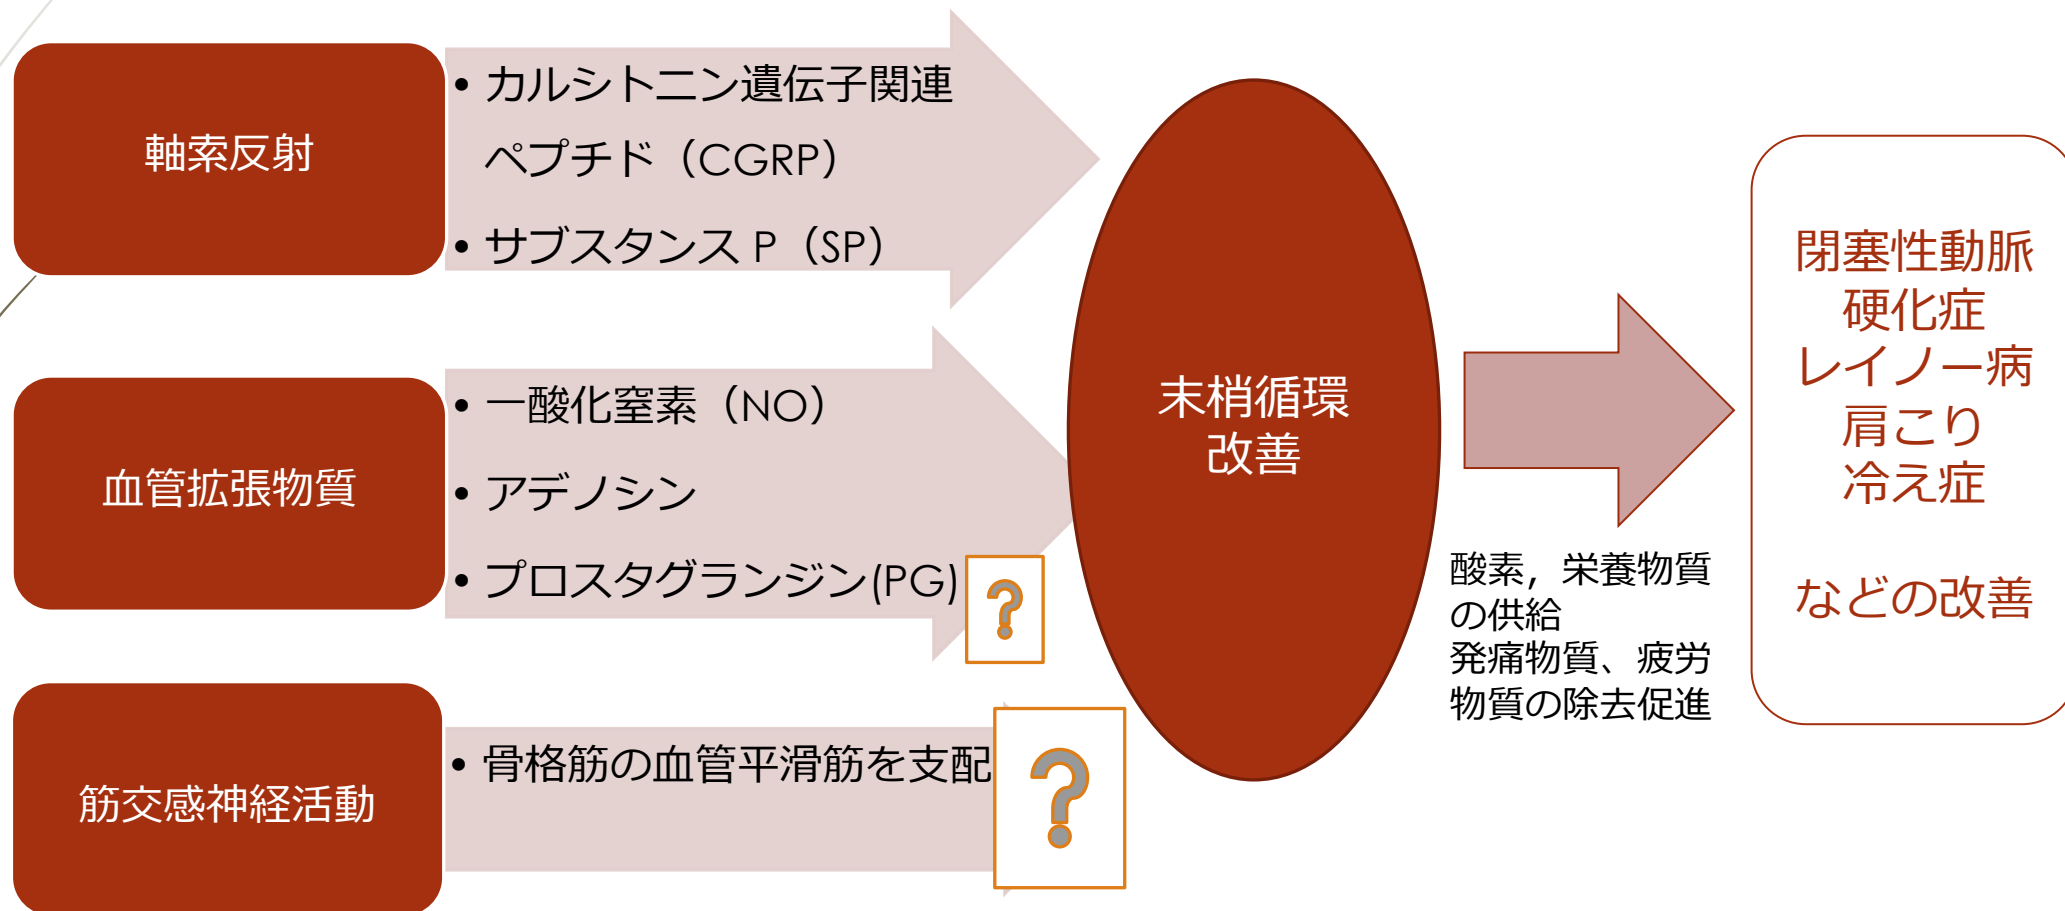 軸索反射
• カルシトニン遺伝子関連
ペプチド（CGRP）
• サブスタンス P（SP）
血管拡張物質
• 一酸化窒素（NO）
• アデノシン
• プロスタグランジン(PG)
?
筋交感神経活動
• 骨格筋の血管平滑筋を支配
?
末梢循環
改善
酸素，栄養物質
の供給
発痛物質、疲労
物質の除去促進
閉塞性動脈
硬化症
レイノー病
肩こり
冷え症
などの改善